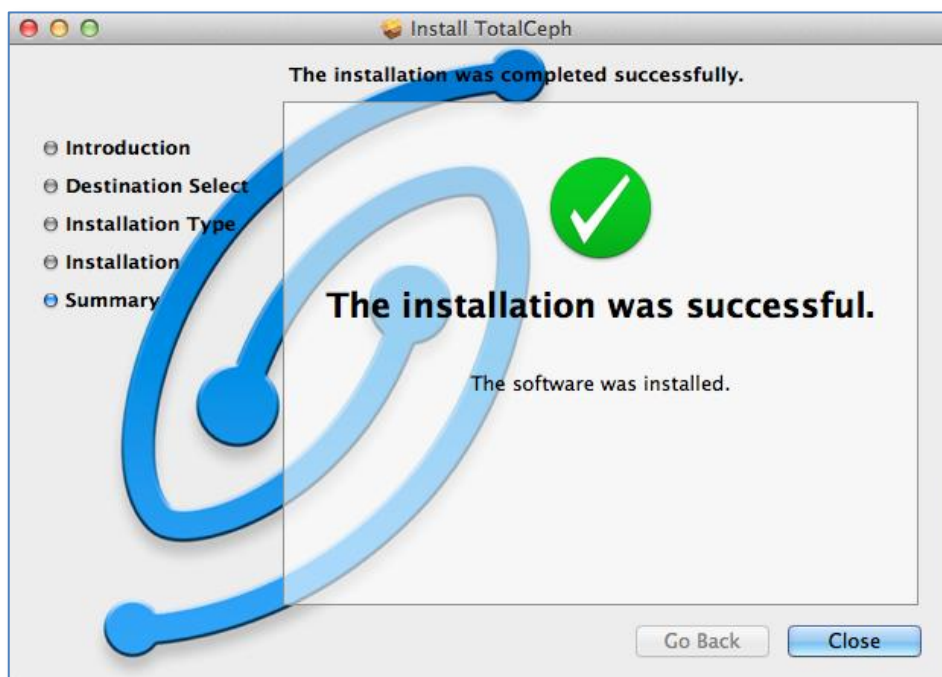 Install TotalCeph
The installation was completed successfully.
Introduction
Destination Select
Installation Type
Installation
Summary
The installation was successful.
The software was installed.
Go Back
Close